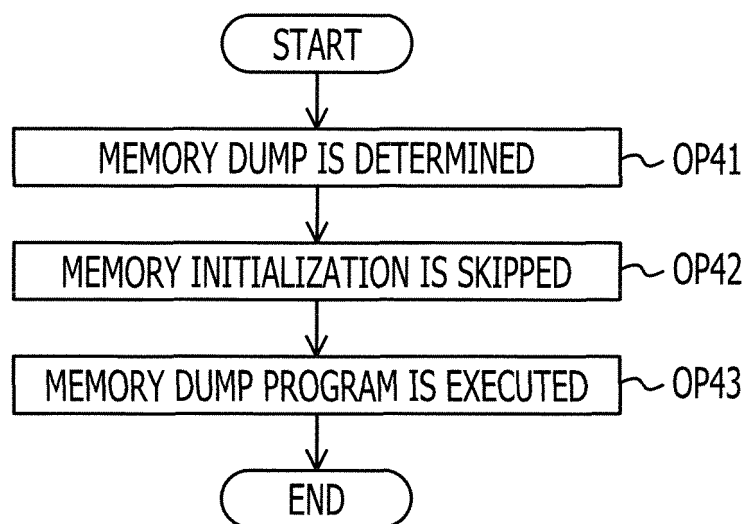 START
MEMORY DUMP IS DETERMINED
OP41
MEMORY INITIALIZATION IS SKIPPED
OP42
MEMORY DUMP PROGRAM IS EXECUTED
OP43
END